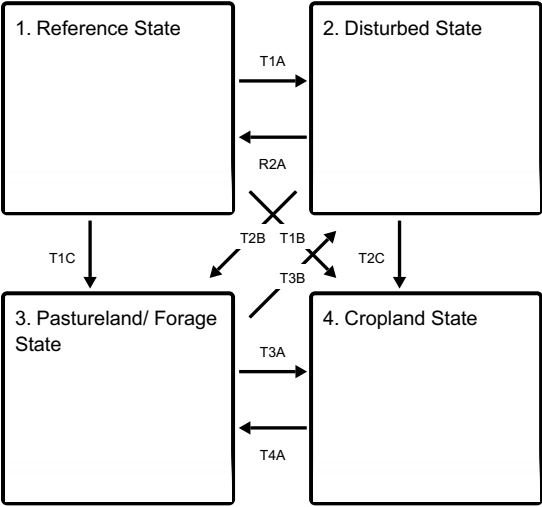 1. Reference State
2. Disturbed State
T1A
R2A
T2B
T1B
T1C
T2C
T3B
3. Pastureland/ Forage
State
4. Cropland State
T3A
T4A